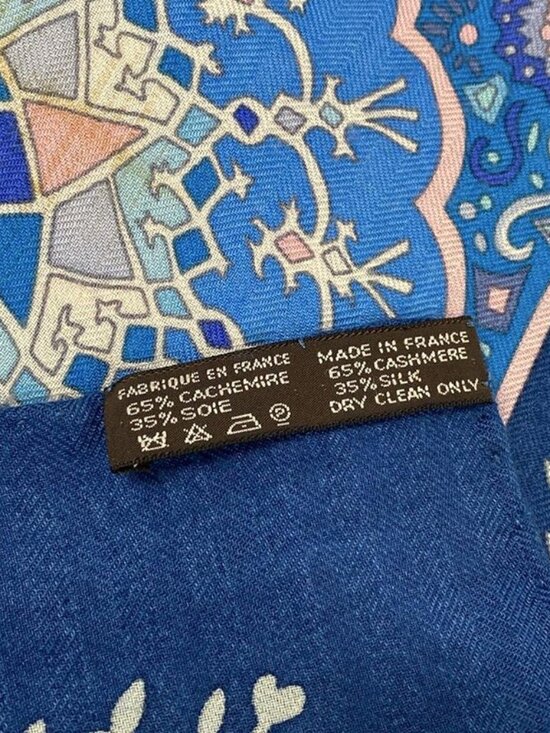 FABRIQUE EN FRANCE
65% CACHEMIRE
35% SOIE
MADE IN FRANCE
65% CASHMERE
35% SILK
DRY CLEAN ONLY
P